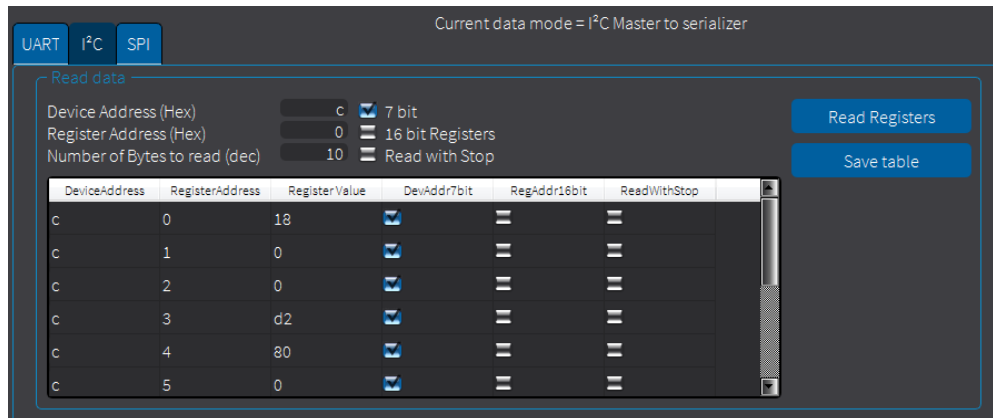 Current data mode = I²C Master to serializer
UART I²C SPI
Read data
Device Address (Hex) c 7 bit
Register Address (Hex) 0 16 bit Registers
Number of Bytes to read (dec) 10 Read with Stop
Read Registers
Save table
DeviceAddress RegisterAddress RegisterValue DevAddr7bit RegAddr16bit ReadWithStop
c 0 18
c 1 0
c 2 0
c 3 d2
c 4 80
c 5 0